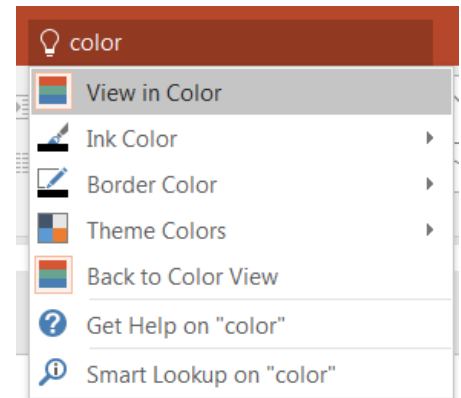 color
View in Color
Ink Color
Border Color
Theme Colors
Back to Color View
Get Help on "color"
Smart Lookup on "color"